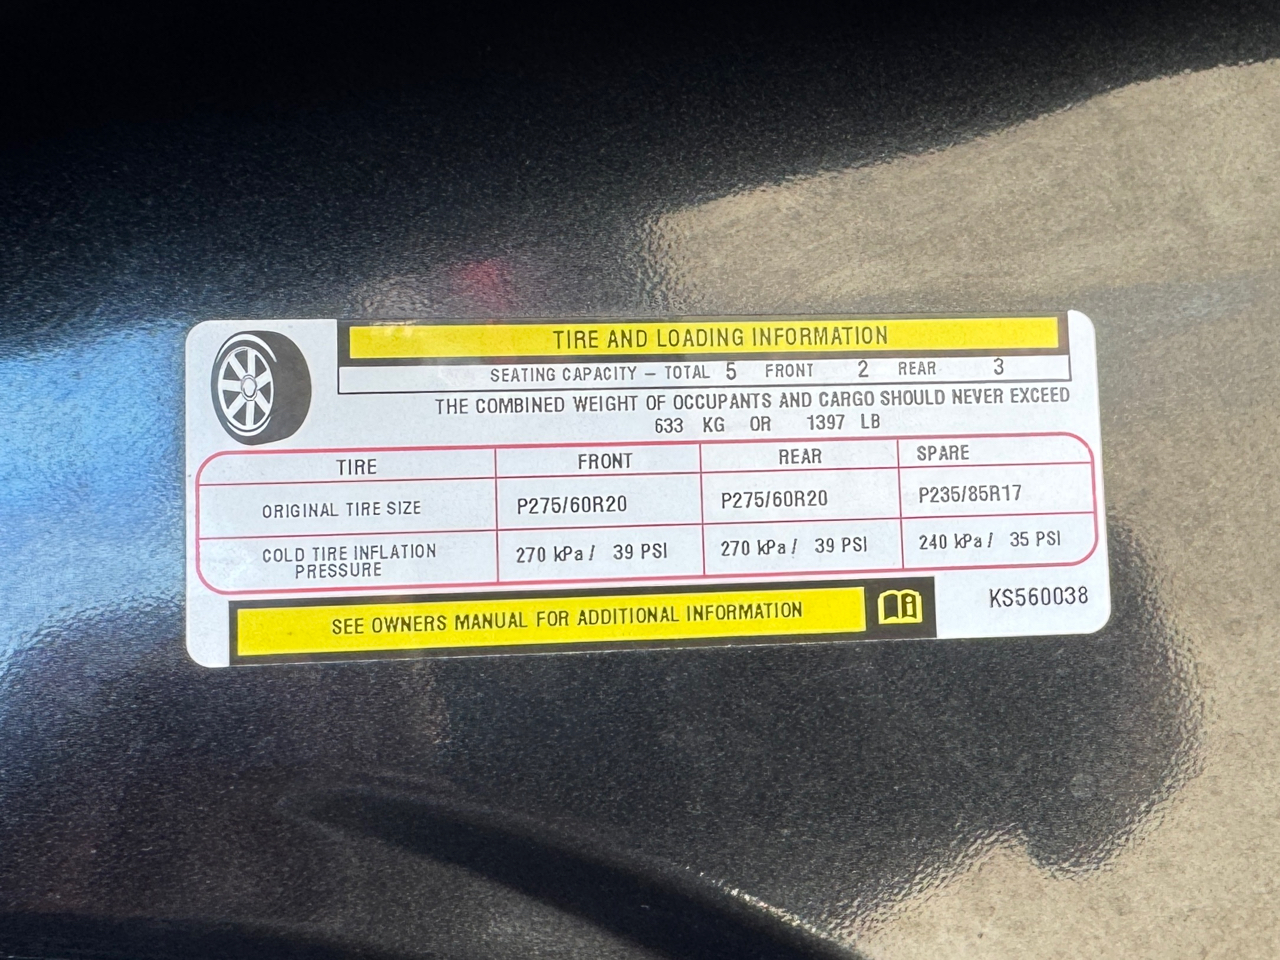 TIRE AND LOADING INFORMATION
SEATING CAPACITY – TOTAL 5 FRONT 2 REAR 3
THE COMBINED WEIGHT OF OCCUPANTS AND CARGO SHOULD NEVER EXCEED
633 KG OR 1397 LB
TIRE FRONT REAR SPARE
ORIGINAL TIRE SIZE P275/60R20 P275/60R20 P235/85R17
COLD TIRE INFLATION PRESSURE 270 kPa / 39 PSI 270 kPa / 39 PSI 240 kPa / 35 PSI
SEE OWNERS MANUAL FOR ADDITIONAL INFORMATION
KS560038